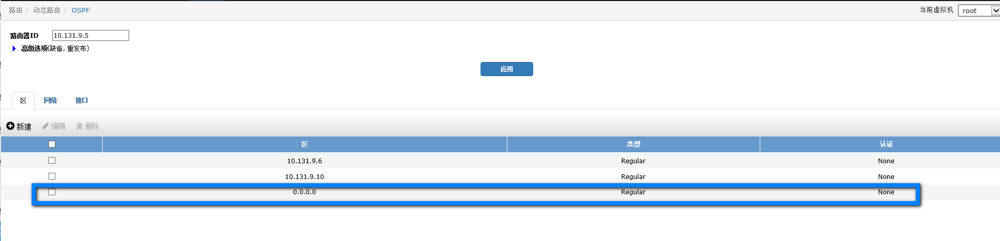 路由 / 动态路由 / OSPF 当前虚拟机 root
路由器ID 10.131.9.5
高级选项(缺省, 重发布)
应用
区 网络 接口
新建 编辑 删除
区 类型 认证
10.131.9.6 Regular None
10.131.9.10 Regular None
0.0.0.0 Regular None